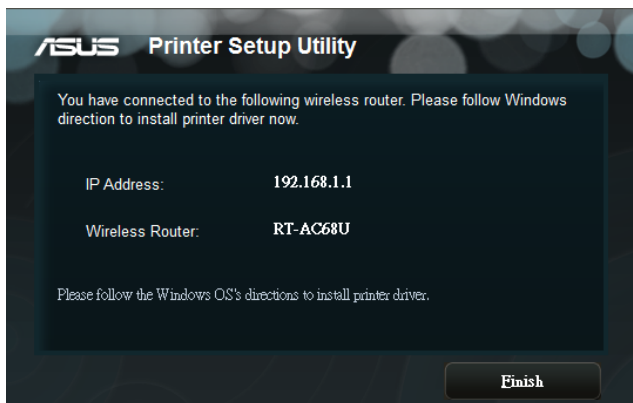 ASUS Printer Setup Utility
You have connected to the following wireless router. Please follow Windows
direction to install printer driver now.
IP Address: 192.168.1.1
Wireless Router: RT-AC68U
Please follow the Windows OS's directions to install printer driver.
Finish